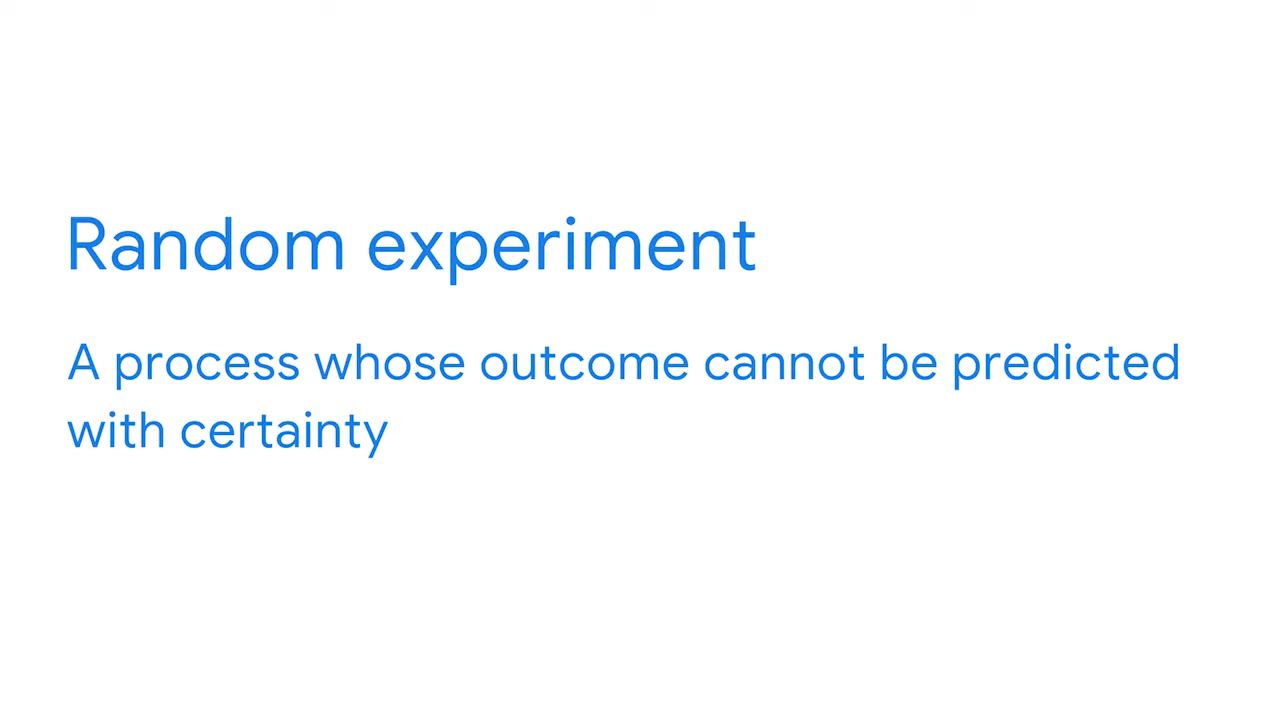 Random experiment
A process whose outcome cannot be predicted
with certainty